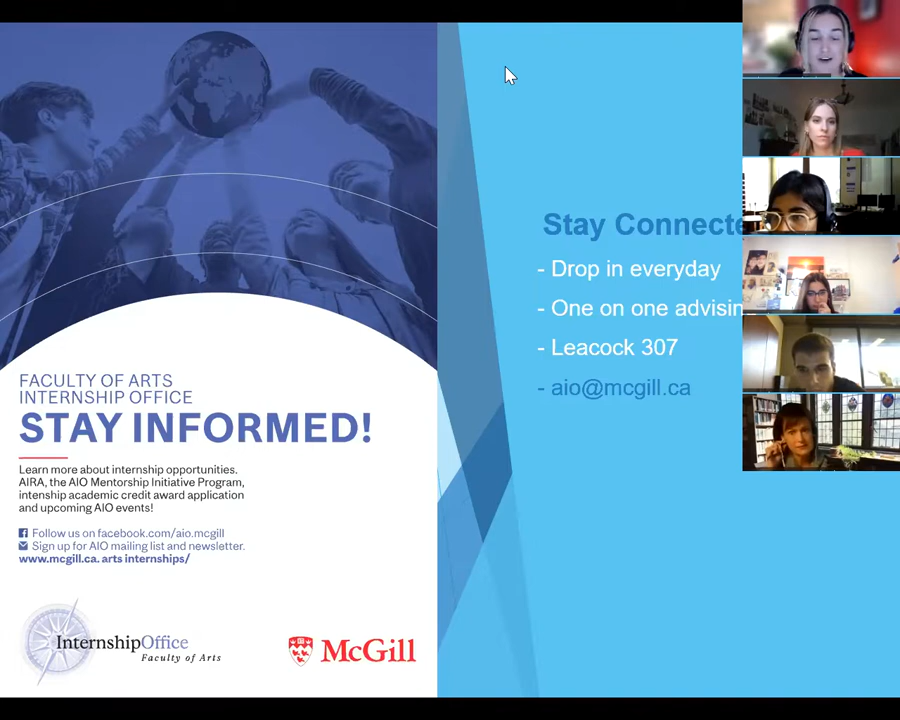 FACULTY OF ARTS
INTERNSHIP OFFICE
STAY INFORMED!
Learn more about internship opportunities.
AIRA, the AIO Mentorship Initiative Program,
intenship academic credit award application
and upcoming AIO events!
Follow us on facebook.com/aio.mcgill
Sign up for AIO mailing list and newsletter.
www.mcgill.ca. arts internships/
InternshipOffice
Faculty of Arts
McGill
Stay Connecte
- Drop in everyday
- One on one advisin
- Leacock 307
- aio@mcgill.ca